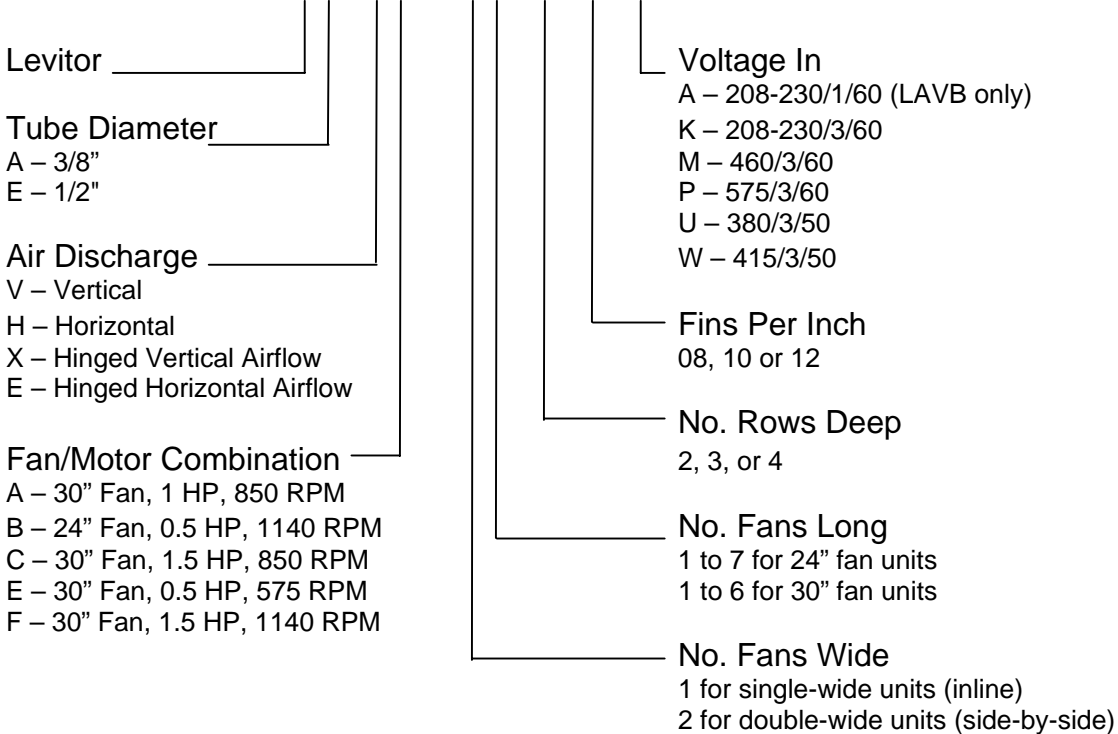 Levitor
Tube Diameter
A – 3/8”
E – 1/2"
Air Discharge
V – Vertical
H – Horizontal
X – Hinged Vertical Airflow
E – Hinged Horizontal Airflow
Fan/Motor Combination
A – 30” Fan, 1 HP, 850 RPM
B – 24” Fan, 0.5 HP, 1140 RPM
C – 30” Fan, 1.5 HP, 850 RPM
E – 30” Fan, 0.5 HP, 575 RPM
F – 30” Fan, 1.5 HP, 1140 RPM
Voltage In
A – 208-230/1/60 (LAVB only)
K – 208-230/3/60
M – 460/3/60
P – 575/3/60
U – 380/3/50
W – 415/3/50
Fins Per Inch
08, 10 or 12
No. Rows Deep
2, 3, or 4
No. Fans Long
1 to 7 for 24” fan units
1 to 6 for 30” fan units
No. Fans Wide
1 for single-wide units (inline)
2 for double-wide units (side-by-side)